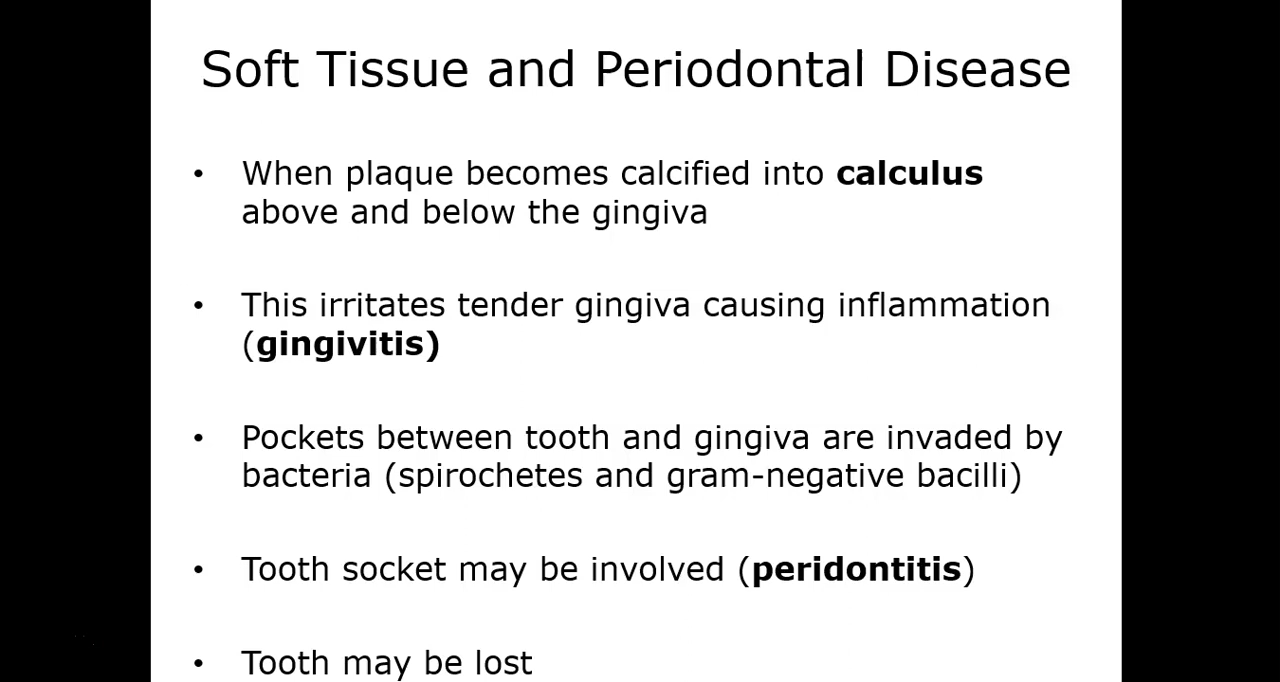 Soft Tissue and Periodontal Disease
• When plaque becomes calcified into calculus
above and below the gingiva
• This irritates tender gingiva causing inflammation
(gingivitis)
• Pockets between tooth and gingiva are invaded by
bacteria (spirochetes and gram-negative bacilli)
• Tooth socket may be involved (peridontitis)
• Tooth may be lost